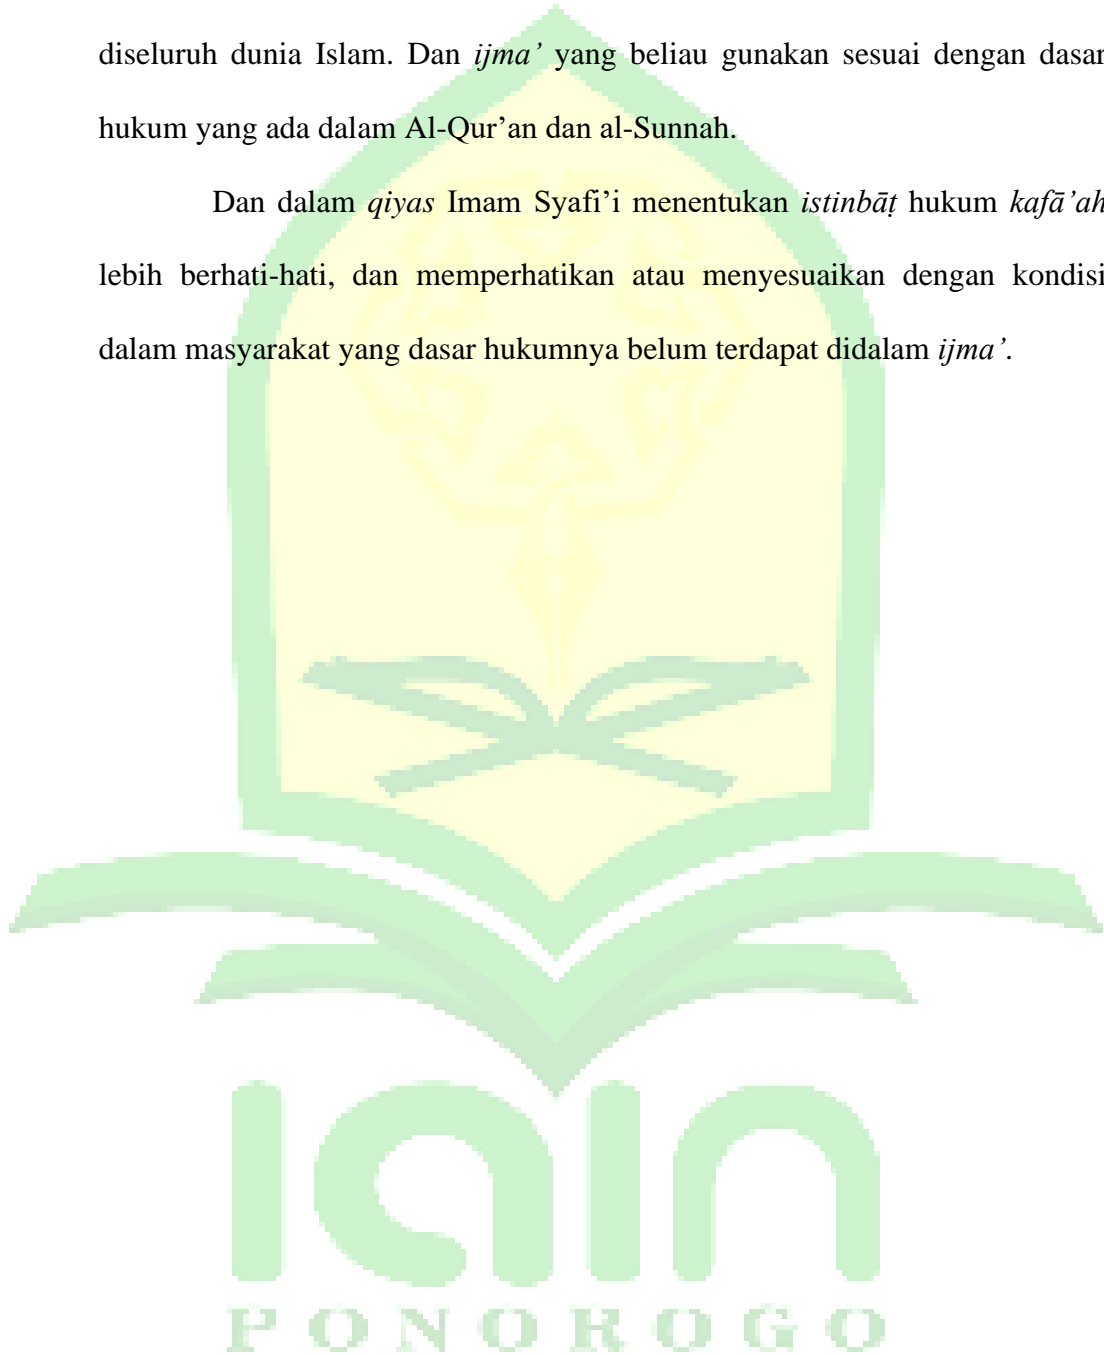 diseluruh dunia Islam. Dan ijma’ yang beliau gunakan sesuai dengan dasar
hukum yang ada dalam Al-Qur’an dan al-Sunnah.
Dan dalam qiyas Imam Syafi’i menentukan istinbāṭ hukum kafā’ah
lebih berhati-hati, dan memperhatikan atau menyesuaikan dengan kondisi
dalam masyarakat yang dasar hukumnya belum terdapat didalam ijma’.
iain
PONOROGO